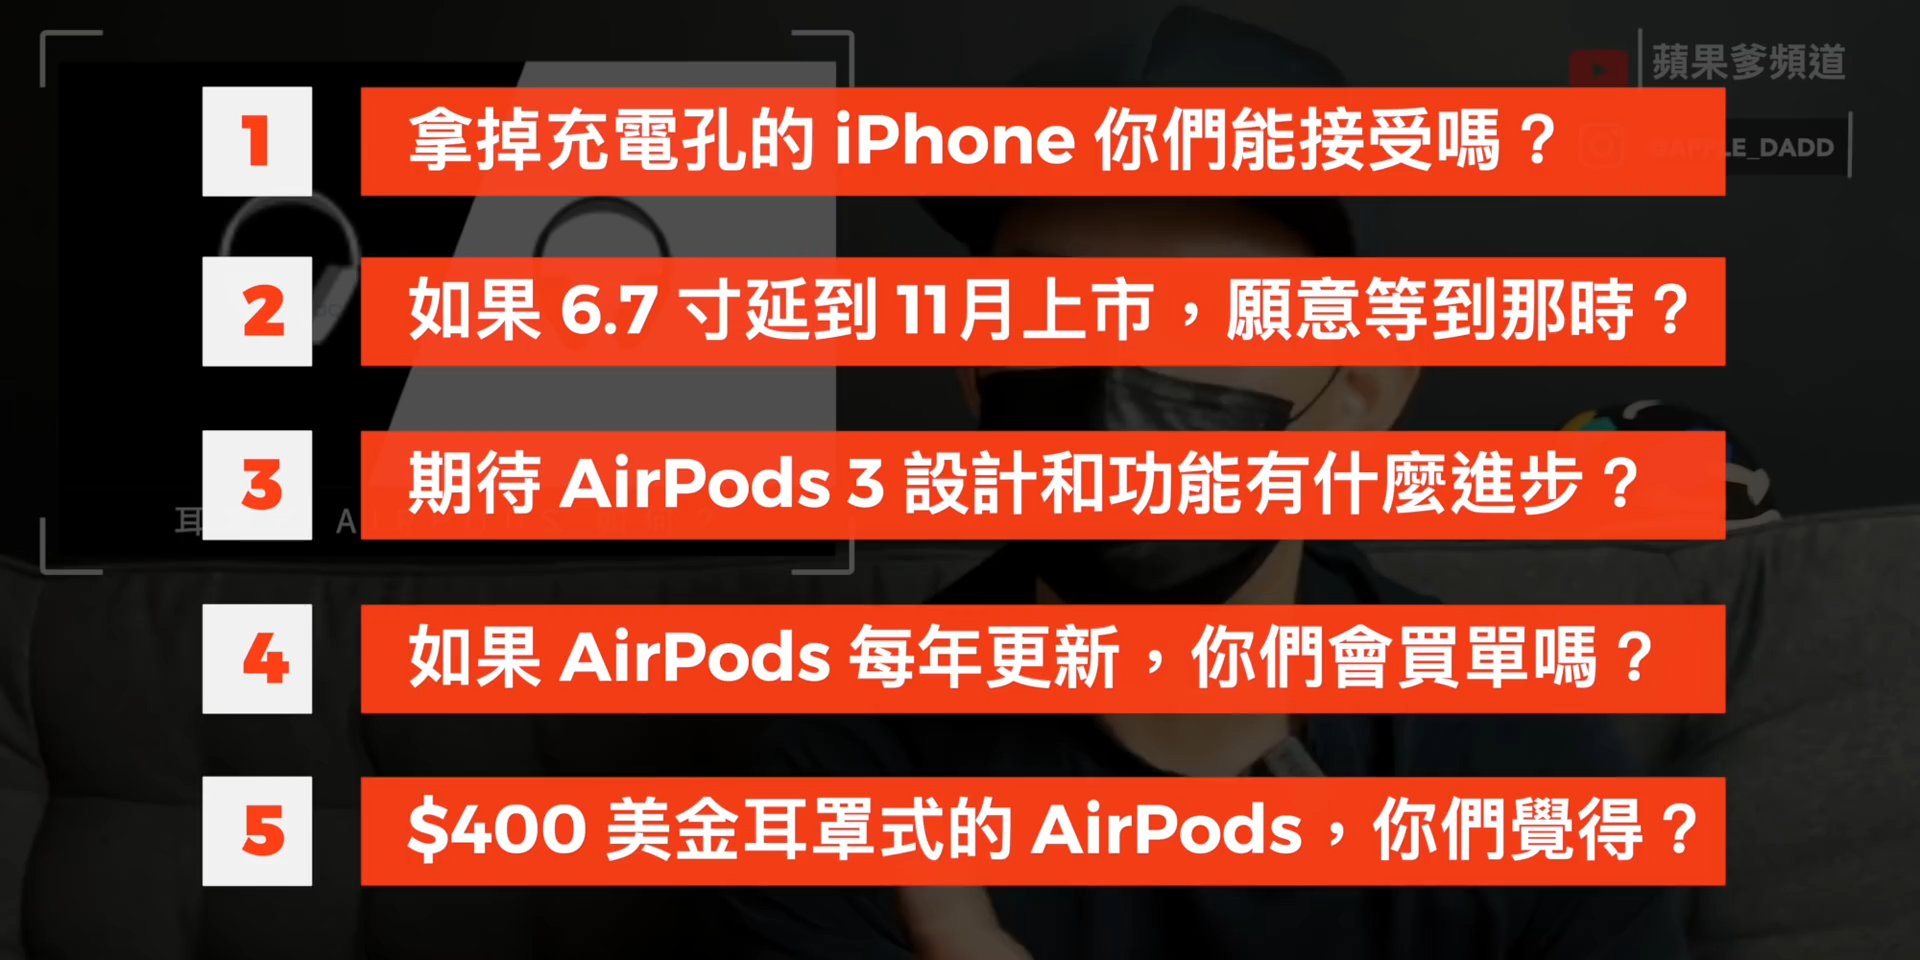 蘋果爹頻道
LE_DADD
1 拿掉充電孔的 iPhone 你們能接受嗎？
2 如果 6.7 寸延到 11月上市，願意等到那時？
3 期待 AirPods 3 設計和功能有什麼進步？
4 如果 AirPods 每年更新，你們會買單嗎？
5 $400 美金耳罩式的 AirPods，你們覺得？